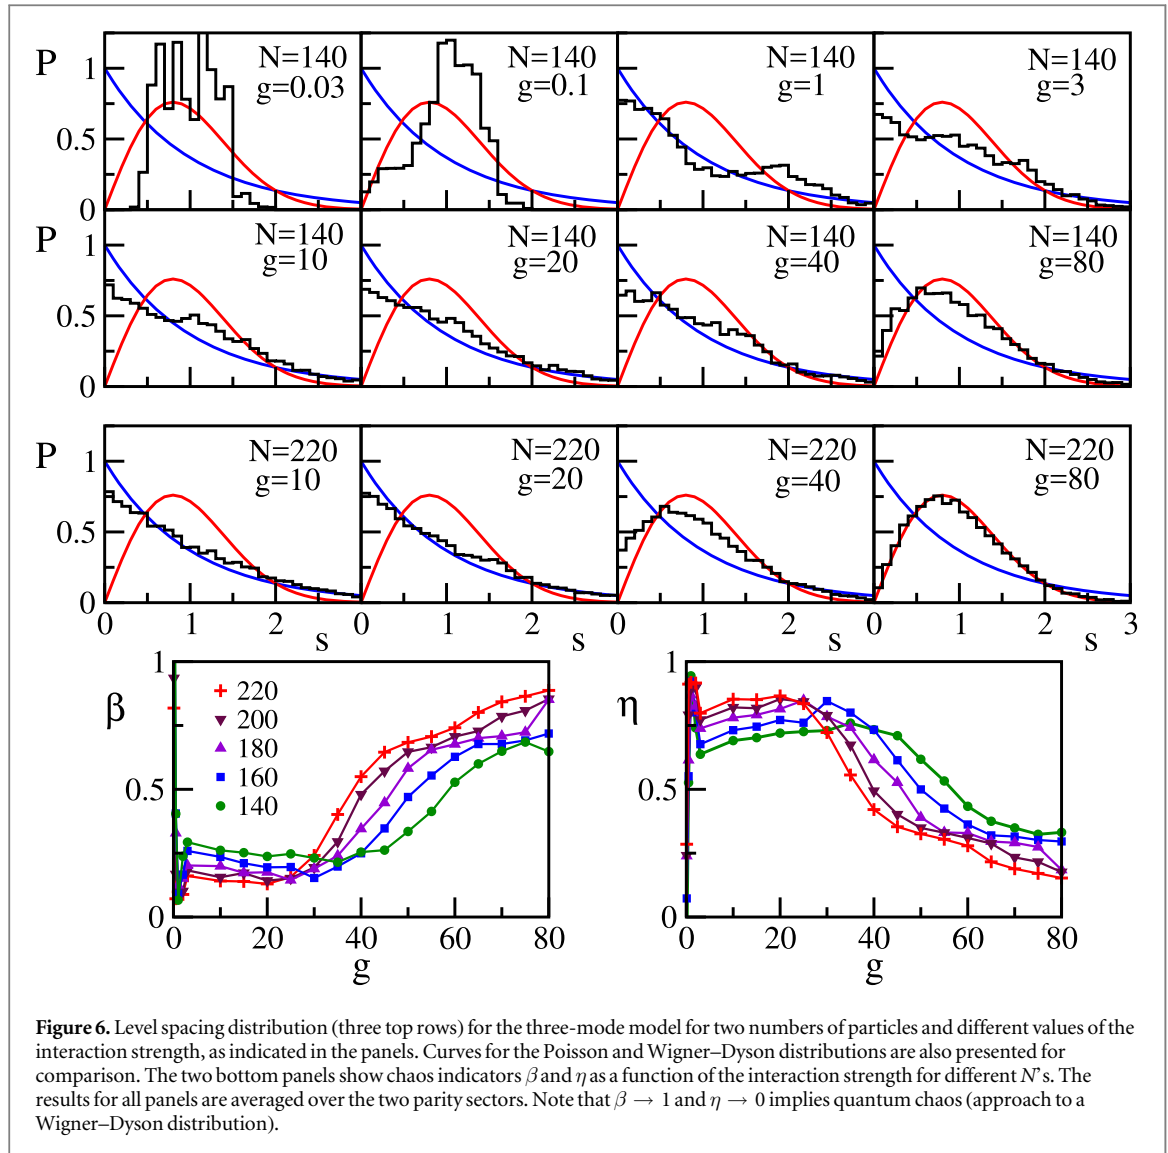 P
1
0.5
0
N=140
g=0.03
N=140
g=0.1
N=140
g=1
N=140
g=3
P
1
0.5
0
N=140
g=10
N=140
g=20
N=140
g=40
N=140
g=80
P
1
0.5
0
N=220
g=10
N=220
g=20
N=220
g=40
N=220
g=80
0 1 2 s 0 1 2 s 0 1 2 s 0 1 2 s 3
β
1
0.5
0
220
200
180
160
140
0 20 40 60 80
g
η
1
0.5
0
0 20 40 60 80
g
Figure 6. Level spacing distribution (three top rows) for the three-mode model for two numbers of particles and different values of the
interaction strength, as indicated in the panels. Curves for the Poisson and Wigner–Dyson distributions are also presented for
comparison. The two bottom panels show chaos indicators β and η as a function of the interaction strength for different N's. The
results for all panels are averaged over the two parity sectors. Note that β → 1 and η → 0 implies quantum chaos (approach to a
Wigner–Dyson distribution).